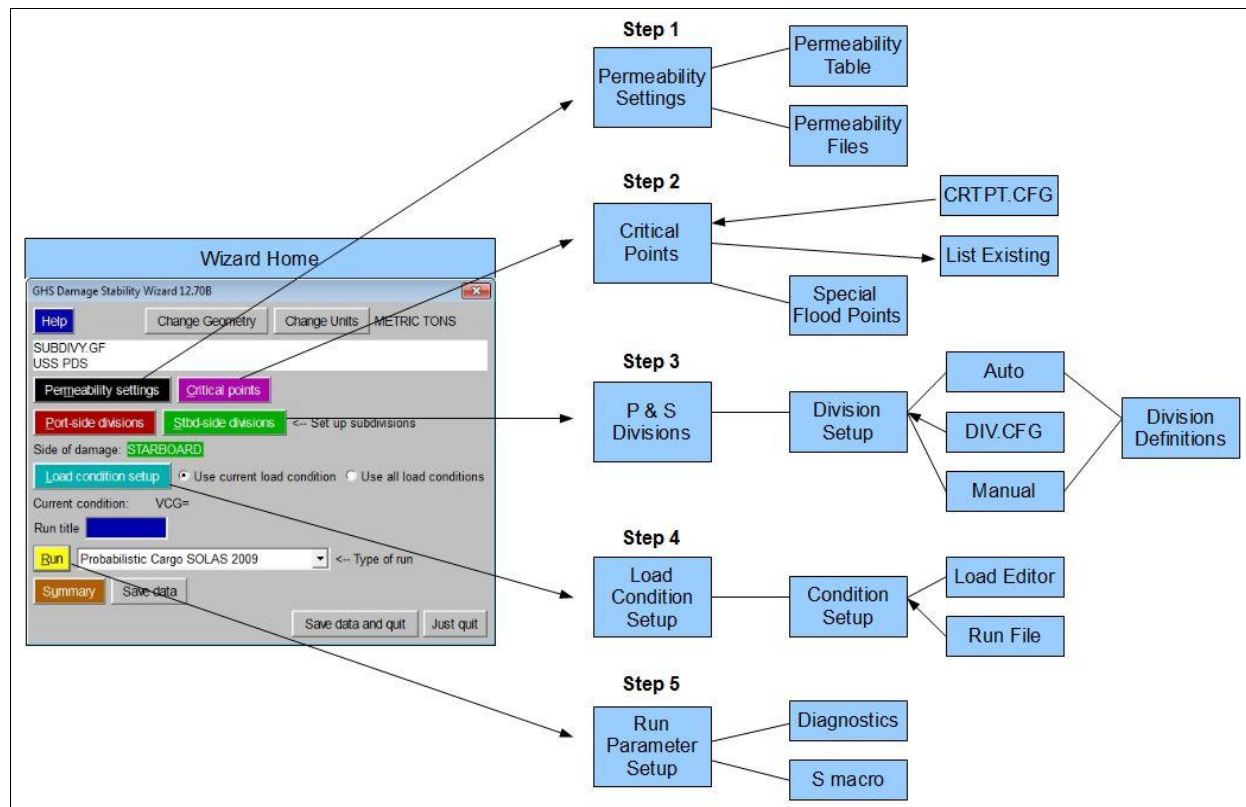 Step 1
Permeability
Settings
Permeability
Table
Permeability
Files
Step 2
Critical
Points
CRTPT.CFG
List Existing
Special
Flood Points
Wizard Home
GHS Damage Stability Wizard 12.70B
Help
Change Geometry
Change Units
METRIC TONS
SUBDIVY.GF
USS PDS
Permeability settings
Critical points
Port-side divisions
Stbd-side divisions
<-- Set up subdivisions
Side of damage: STARBOARD
Load condition setup
Use current load condition
Use all load conditions
Current condition: VCG=
Run title
Run
Probabilistic Cargo SOLAS 2009
<-- Type of run
Summary
Save data
Save data and quit
Just quit
Step 3
P & S
Divisions
Division
Setup
Auto
DIV.CFG
Manual
Division
Definitions
Step 4
Load
Condition
Setup
Condition
Setup
Load Editor
Run File
Step 5
Run
Parameter
Setup
Diagnostics
S macro